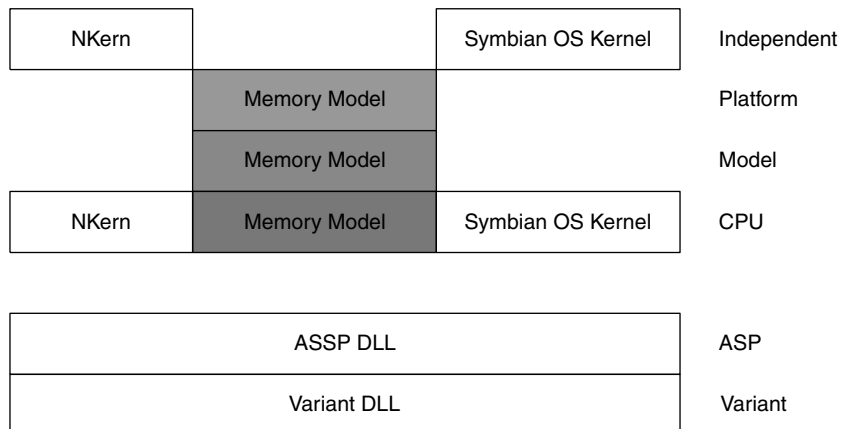 NKern Symbian OS Kernel Independent
Memory Model Platform
Memory Model Model
NKern Memory Model Symbian OS Kernel CPU
ASSP DLL ASP
Variant DLL Variant